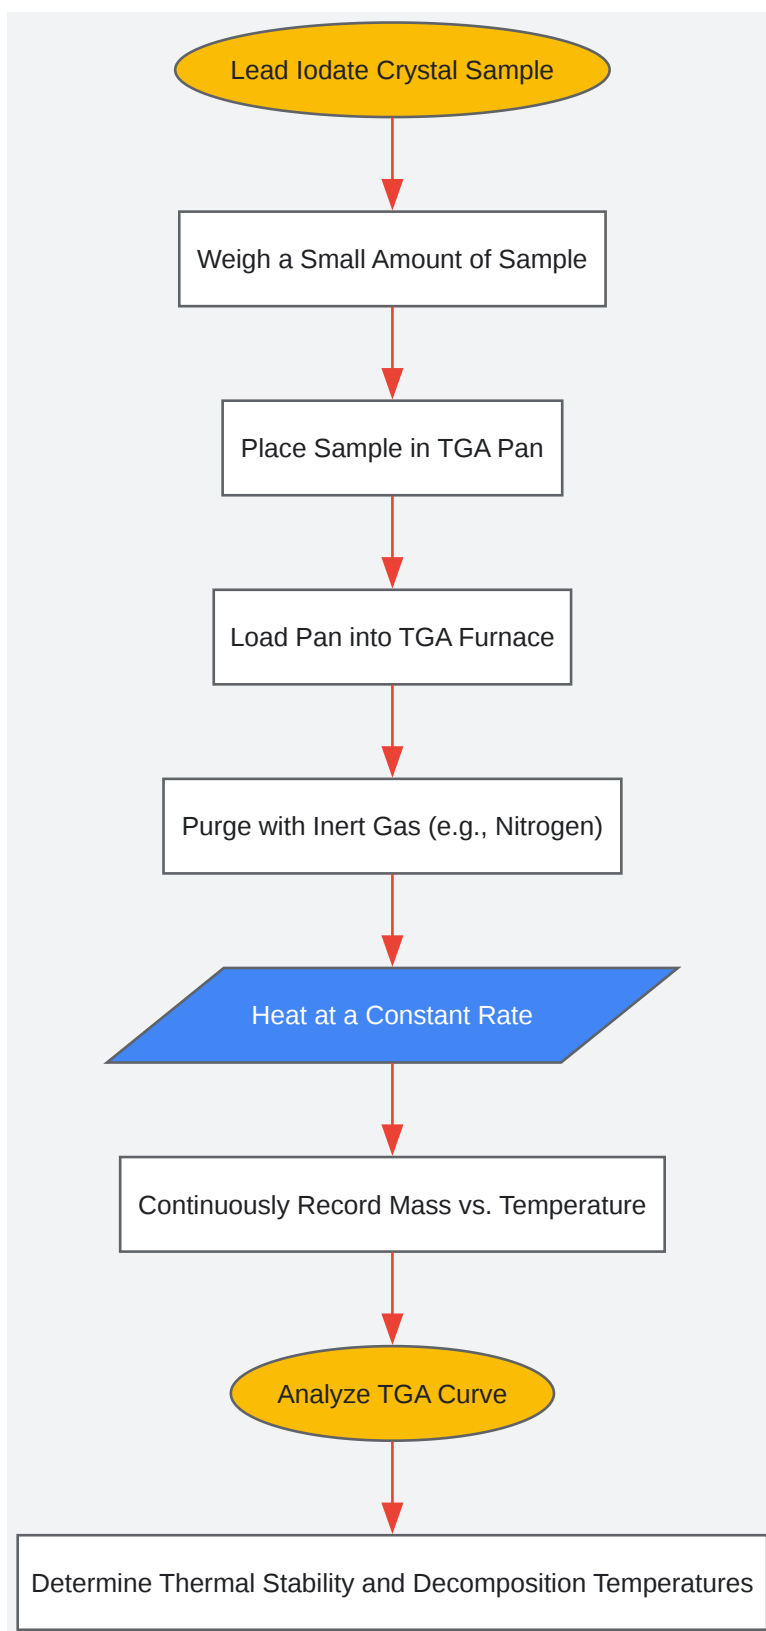 Lead Iodate Crystal Sample
Weigh a Small Amount of Sample
Place Sample in TGA Pan
Load Pan into TGA Furnace
Purge with Inert Gas (e.g., Nitrogen)
Heat at a Constant Rate
Continuously Record Mass vs. Temperature
Analyze TGA Curve
Determine Thermal Stability and Decomposition Temperatures